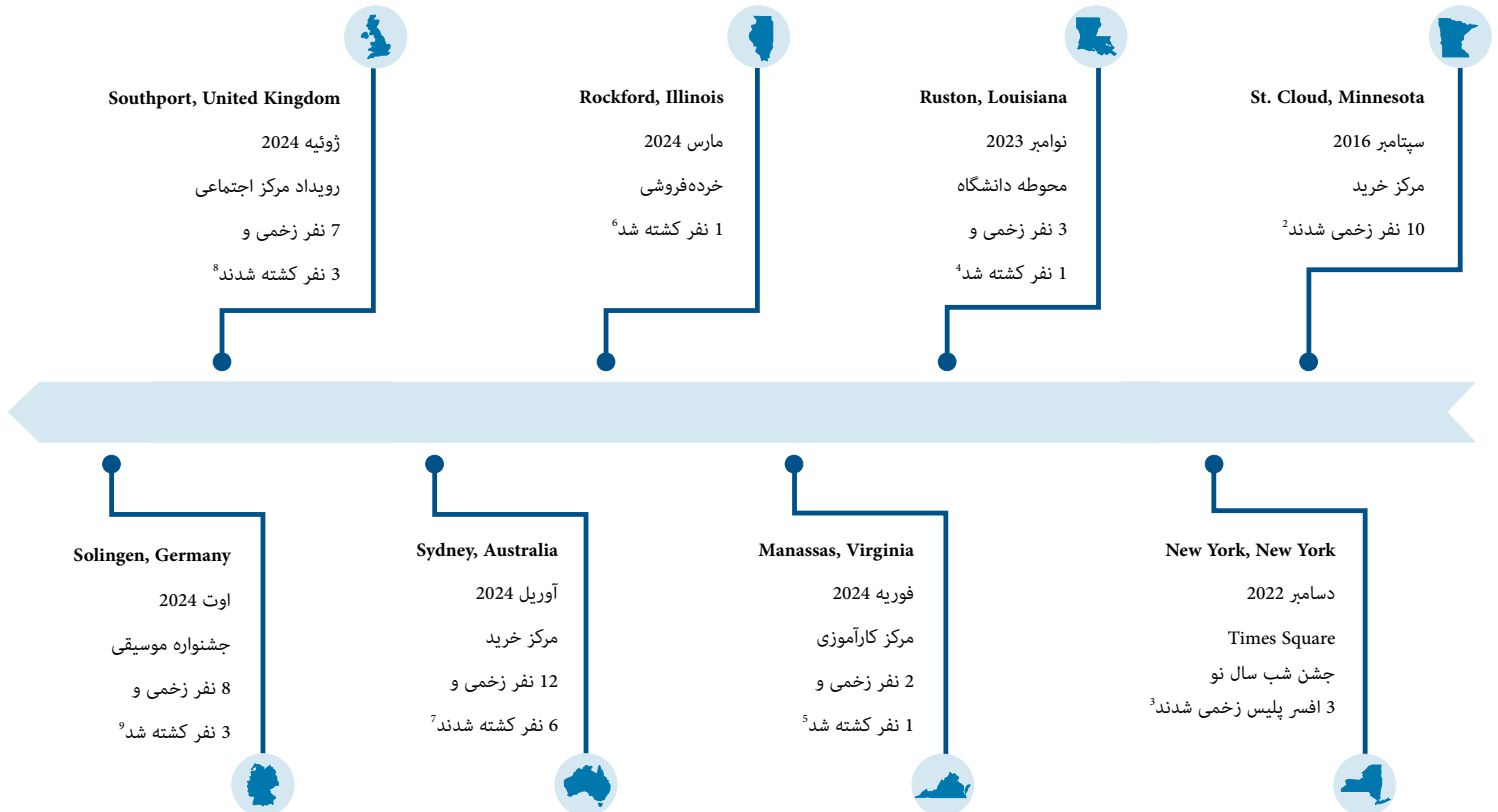 St. Cloud, Minnesota
سپتامبر 2016
مرکز خرید
10 نفر زخمی شدند²
Ruston, Louisiana
نوامبر 2023
محوطه دانشگاه
3 نفر زخمی و
1 نفر کشته شد⁴
Rockford, Illinois
مارس 2024
خرده‌فروشی
1 نفر کشته شد⁶
Southport, United Kingdom
ژوئیه 2024
رویداد مرکز اجتماعی
7 نفر زخمی و
3 نفر کشته شدند⁸
New York, New York
دسامبر 2022
Times Square
جشن شب سال نو
3 افسر پلیس زخمی شدند³
Manassas, Virginia
فوریه 2024
مرکز کارآموزی
2 نفر زخمی و
1 نفر کشته شد⁵
Sydney, Australia
آوریل 2024
مرکز خرید
12 نفر زخمی و
6 نفر کشته شدند⁷
Solingen, Germany
اوت 2024
جشنواره موسیقی
8 نفر زخمی و
3 نفر کشته شد⁹